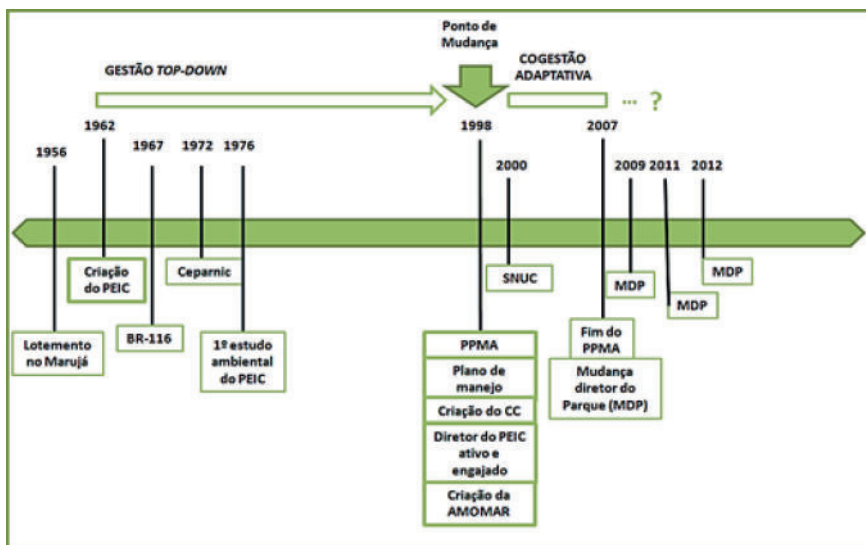 Ponto de
Mudança
GESTÃO TOP-DOWN
COGESTÃO
ADAPTATIVA
... ?
1956
1962
1967
1972
1976
1998
2000
2007
2009
2011
2012
Criação
do PEIC
Ceparnic
SNUC
MDP
MDP
MDP
Lotemento
no Marujá
BR-116
1º estudo
ambiental
do PEIC
PPMA
Plano de
manejo
Criação do CC
Diretor do PEIC
ativo e
engajado
Criação da
AMOMAR
Fim do
PPMA
Mudança
diretor do
Parque (MDP)